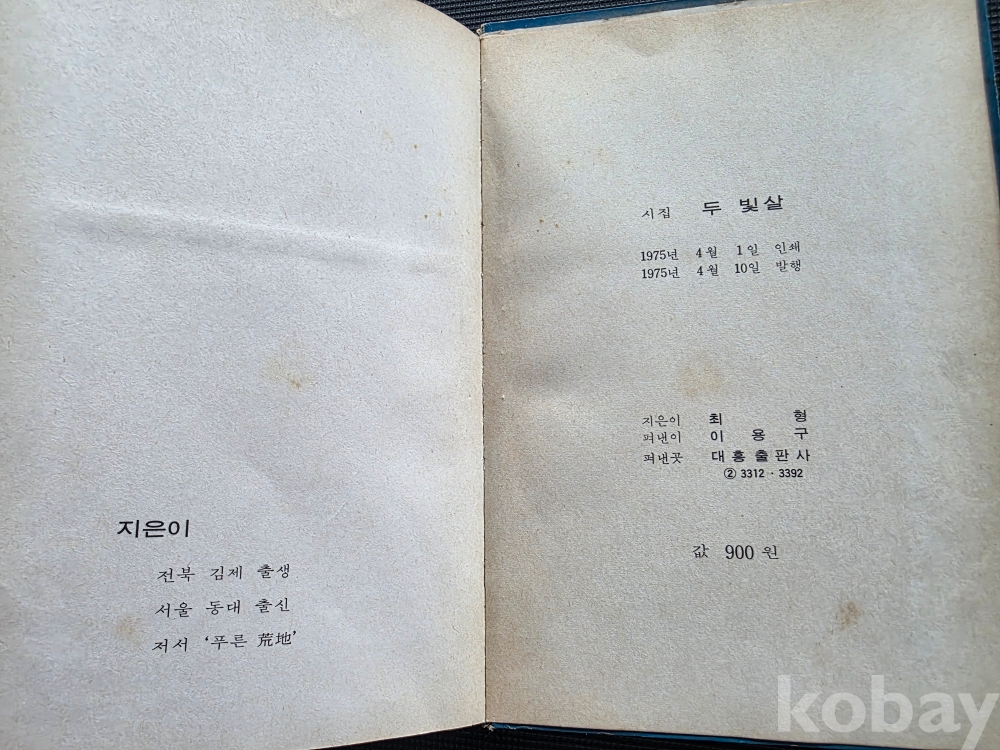 지은이
전북 김제 출생
서울 동대 출신
저서 ‘푸른 荒地’
시집 두 빛살
1975년 4월 1일 인쇄
1975년 4월 10일 발행
지은이 최 형
펴낸이 이 용 구
펴낸곳 대흥출판사
② 3312 · 3392
값 900 원
kobay